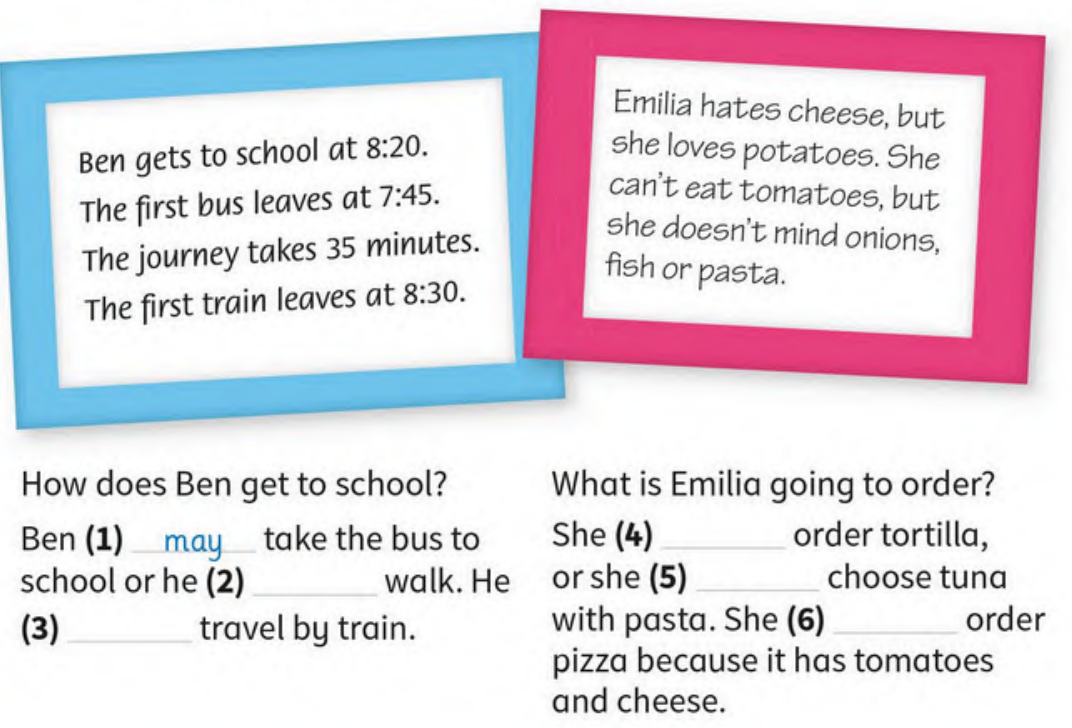 Ben gets to school at 8:20.
The first bus leaves at 7:45.
The journey takes 35 minutes.
The first train leaves at 8:30.
Emilia hates cheese, but
she loves potatoes. She
can't eat tomatoes, but
she doesn't mind onions,
fish or pasta.
How does Ben get to school?
Ben (1) may take the bus to
school or he (2) ________ walk. He
(3) ________ travel by train.
What is Emilia going to order?
She (4) ________ order tortilla,
or she (5) ________ choose tuna
with pasta. She (6) ________ order
pizza because it has tomatoes
and cheese.